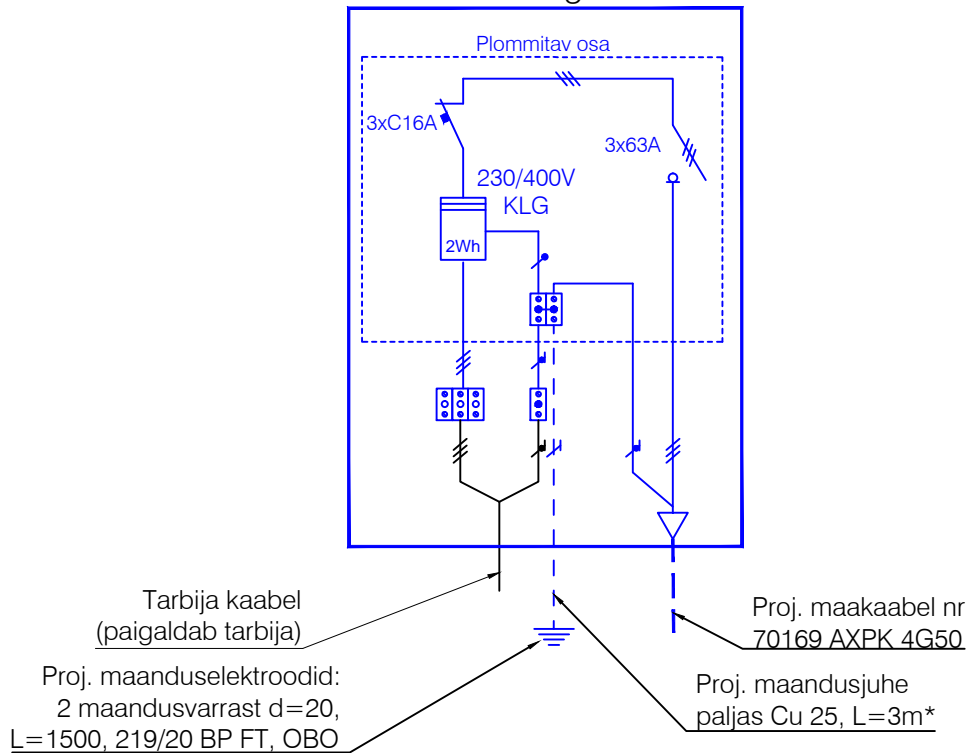 Plommitav osa
3xC16A
3x63A
230/400V
KLG
2Wh
Tarbija kaabel
(paigaldab tarbija)
Proj. maakaabel nr
70169 AXPK 4G50
Proj. maanduselektroodid:
2 maandusvarrast d=20,
L=1500, 219/20 BP FT, OBO
Proj. maandusjuhe
paljas Cu 25, L=3m*